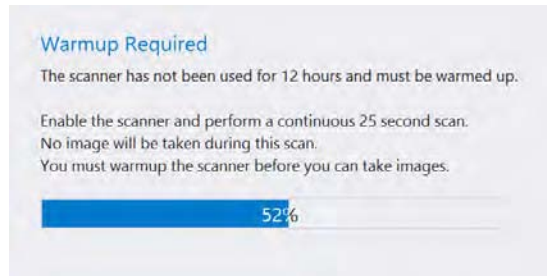 Warmup Required
The scanner has not been used for 12 hours and must be warmed up.
Enable the scanner and perform a continuous 25 second scan.
No image will be taken during this scan.
You must warmup the scanner before you can take images.
52%